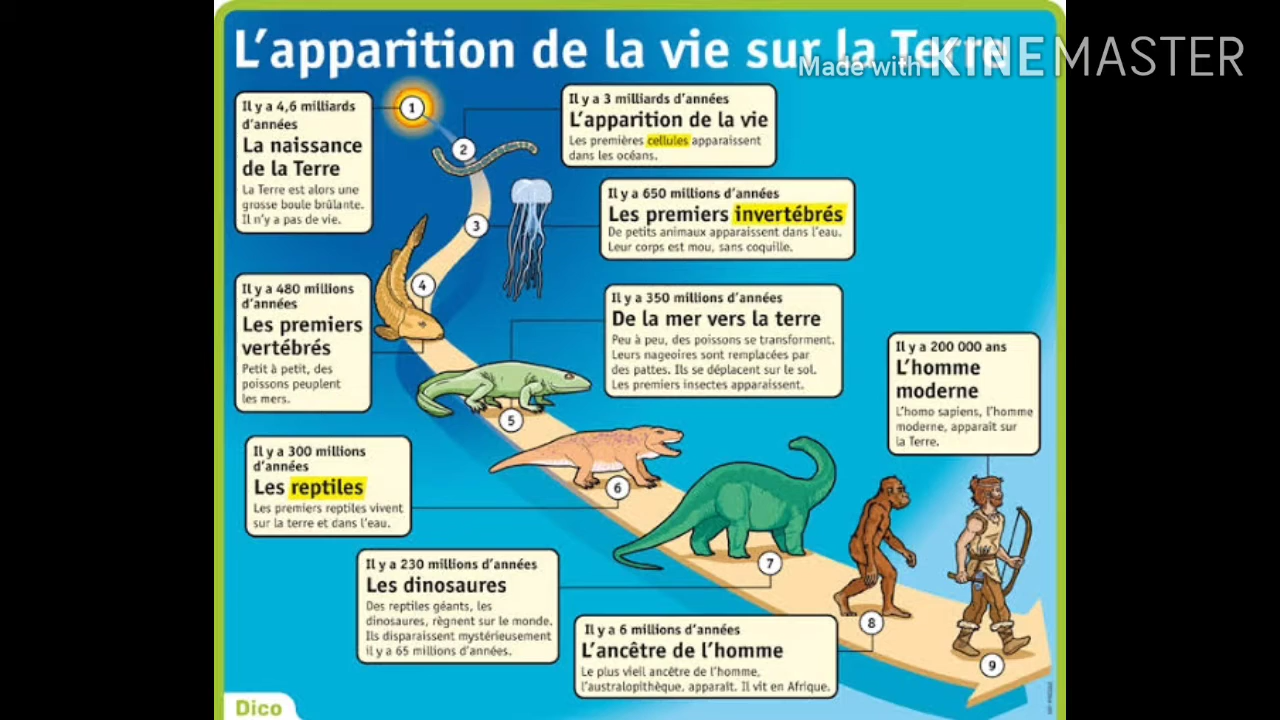 L'apparition de la vie sur la Terre
Made with KINEMASTER
Il y a 4,6 milliards
d'années
La naissance
de la Terre
La Terre est alors une
grosse boule brûlante.
Il n'y a pas de vie.
1
Il y a 3 milliards d'années
L'apparition de la vie
Les premières cellules apparaissent
dans les océans.
2
Il y a 650 millions d'années
Les premiers invertébrés
De petits animaux apparaissent dans l'eau.
Leur corps est mou, sans coquille.
3
Il y a 480 millions
d'années
Les premiers
vertébrés
Petit à petit, des
poissons peuplent
les mers.
4
Il y a 350 millions d'années
De la mer vers la terre
Peu à peu, des poissons se transforment.
Leurs nageoires sont remplacées par
des pattes. Ils se déplacent sur le sol.
Les premiers insectes apparaissent.
5
Il y a 300 millions
d'années
Les reptiles
Les premiers reptiles vivent
sur la terre et dans l'eau.
6
Il y a 230 millions d'années
Les dinosaures
Des reptiles géants, les
dinosaures, règnent sur le monde.
Ils disparaissent mystérieusement
il y a 65 millions d'années.
7
Il y a 6 millions d'années
L'ancêtre de l'homme
Le plus vieil ancêtre de l'homme,
l'australopithèque, apparaît. Il vit en Afrique.
8
Il y a 200 000 ans
L'homme
moderne
L'homo sapiens, l'homme
moderne, apparaît sur
la Terre.
9
Dico